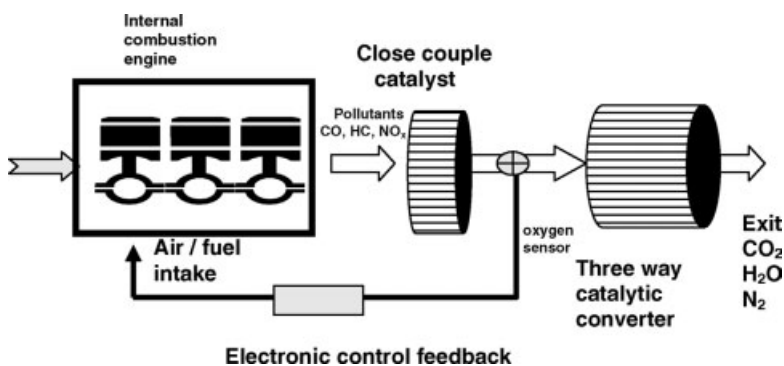 Internal
combustion
engine
Close couple
catalyst
Pollutants
CO, HC, NOₓ
Air / fuel
intake
oxygen
sensor
Three way
catalytic
converter
Exit
CO₂
H₂O
N₂
Electronic control feedback